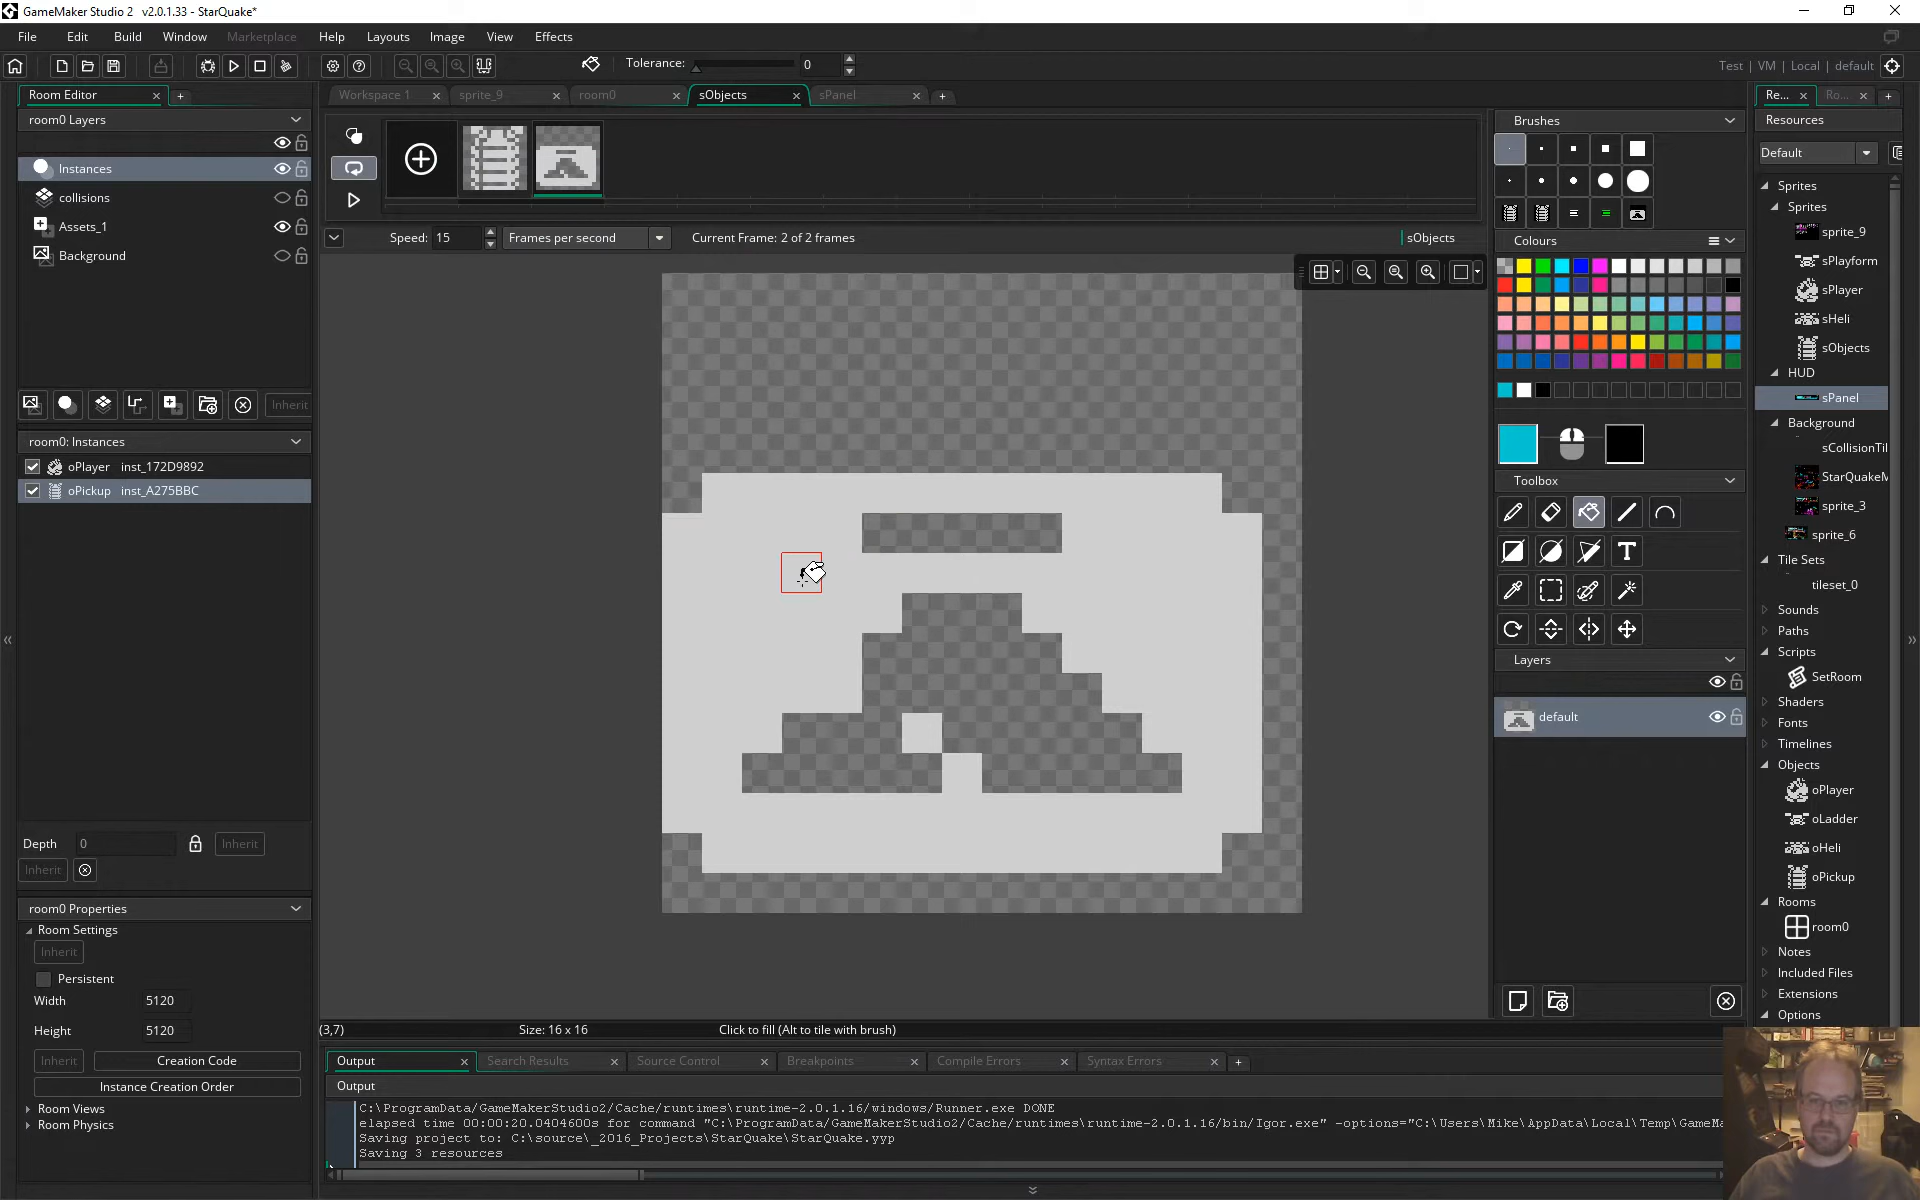 GameMaker Studio 2 v2.0.1.33 - StarQuake*
File Edit Build Window Marketplace Help Layouts Image View Effects
Tolerance: 0
Test | VM | Local | default
Room Editor
Workspace 1 sprite_9 room0 sObjects sPanel
Re... Ro...
room0 Layers
Brushes
Resources
Default
Instances
collisions
Assets_1
Background
Speed: 15 Frames per second Current Frame: 2 of 2 frames sObjects
Colours
Sprites
Sprites
sprite_9
sPlayform
sPlayer
sHeli
sObjects
HUD
sPanel
Background
sCollisionTil
StarQuakeM
sprite_3
sprite_6
Tile Sets
tileset_0
Sounds
Paths
Scripts
SetRoom
Shaders
Fonts
Timelines
Objects
oPlayer
oLadder
oHeli
oPickup
Rooms
room0
Notes
Included Files
Extensions
Options
Inherit
room0: Instances
oPlayer inst_172D9892
oPickup inst_A275BBC
Toolbox
T
Layers
default
Depth 0 Inherit
Inherit
room0 Properties
Room Settings
Inherit
Persistent
Width 5120
Height 5120
Inherit Creation Code
Instance Creation Order
Room Views
Room Physics
(3,7) Size: 16 x 16 Click to fill (Alt to tile with brush)
Output Search Results Source Control Breakpoints Compile Errors Syntax Errors
Output
C:\ProgramData/GameMakerStudio2/Cache/runtimes\runtime-2.0.1.16/windows/Runner.exe DONE
elapsed time 00:00:20.0404600s for command "C:\ProgramData/GameMakerStudio2/Cache/runtimes\runtime-2.0.1.16/bin/Igor.exe" -options="C:\Users\Mike\AppData\Local\Temp\GameMa
Saving project to: C:\source\_2016_Projects\StarQuake\StarQuake.yyp
Saving 3 resources